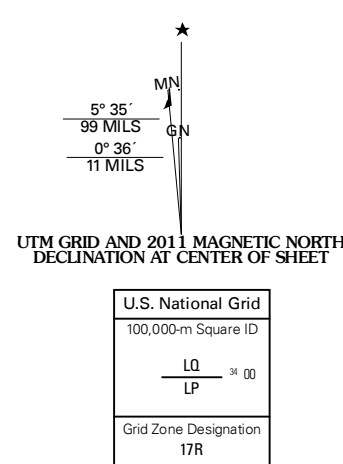 MN
5° 35´
99 MILS
GN
0° 36´
11 MILS
UTM GRID AND 2011 MAGNETIC NORTH
DECLINATION AT CENTER OF SHEET
U.S. National Grid
100,000-m Square ID
LQ
34 00
LP
Grid Zone Designation
17R